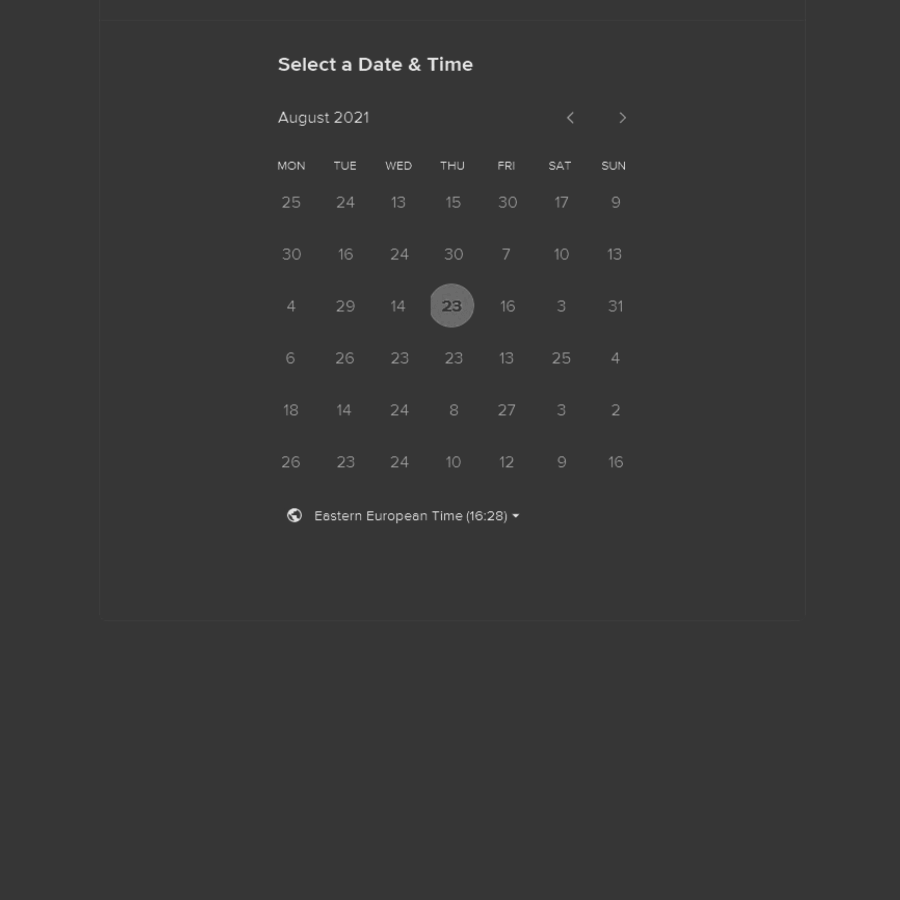 Select a Date & Time
August 2021
MON TUE WED THU FRI SAT SUN
25 24 13 15 30 17 9
30 16 24 30 7 10 13
4 29 14 23 16 3 31
6 26 23 23 13 25 4
18 14 24 8 27 3 2
26 23 24 10 12 9 16
Eastern European Time (16:28)